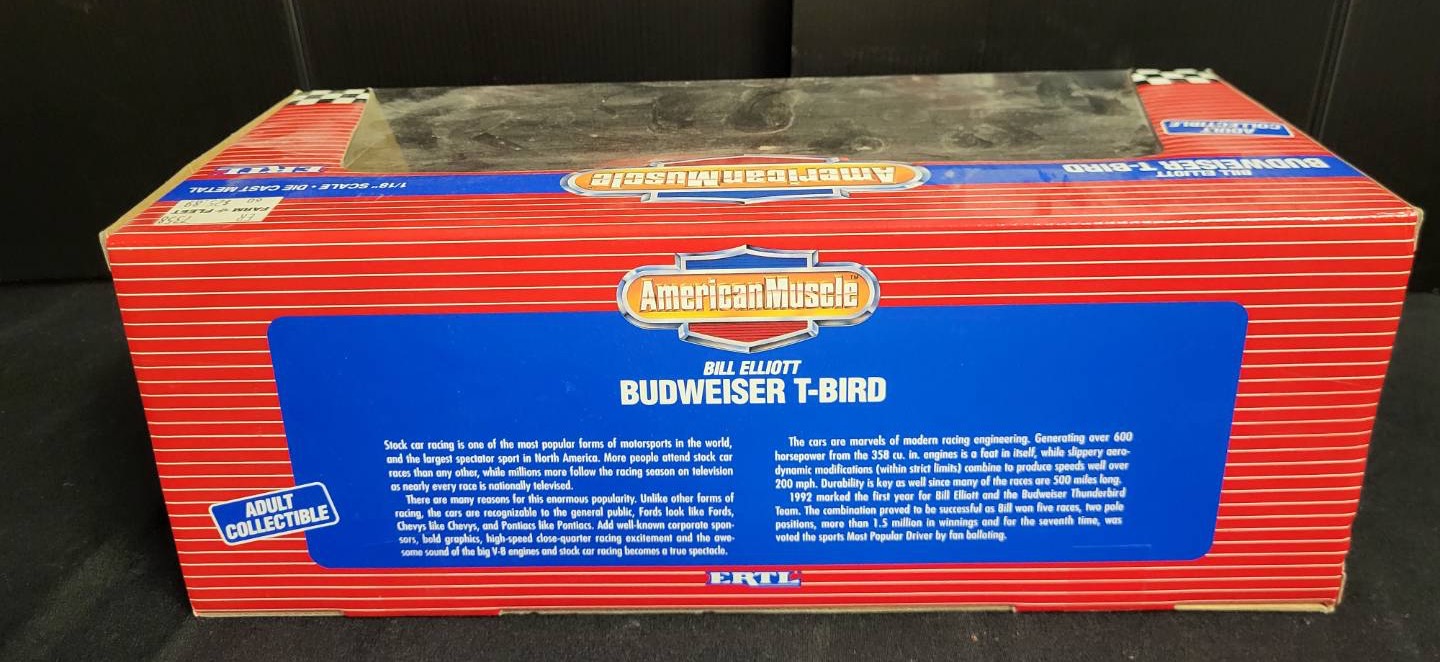 ADULT
COLLECTIBLE
BILL ELLIOTT
BUDWEISER T-BIRD
AmericanMuscle
1/18" SCALE • DIE CAST METAL
ERTL
FARM FLEET
ER 7358
60 $25.89
AmericanMuscle™
BILL ELLIOTT
BUDWEISER T-BIRD
Stock car racing is one of the most popular forms of motorsports in the world,
and the largest spectator sport in North America. More people attend stock car
races than any other, while millions more follow the racing season on television
as nearly every race is nationally televised.
There are many reasons for this enormous popularity. Unlike other forms of
racing, the cars are recognizable to the general public, Fords look like Fords,
Chevys like Chevys, and Pontiacs like Pontiacs. Add well-known corporate spon-
sors, bold graphics, high-speed close-quarter racing excitement and the awe-
some sound of the big V-8 engines and stock car racing becomes a true spectacle.
The cars are marvels of modern racing engineering. Generating over 600
horsepower from the 358 cu. in. engines is a feat in itself, while slippery aero-
dynamic modifications (within strict limits) combine to produce speeds well over
200 mph. Durability is key as well since many of the races are 500 miles long.
1992 marked the first year for Bill Elliott and the Budweiser Thunderbird
Team. The combination proved to be successful as Bill won five races, two pole
positions, more than 1.5 million in winnings and for the seventh time, was
voted the sports Most Popular Driver by fan balloting.
ADULT
COLLECTIBLE
ERTL